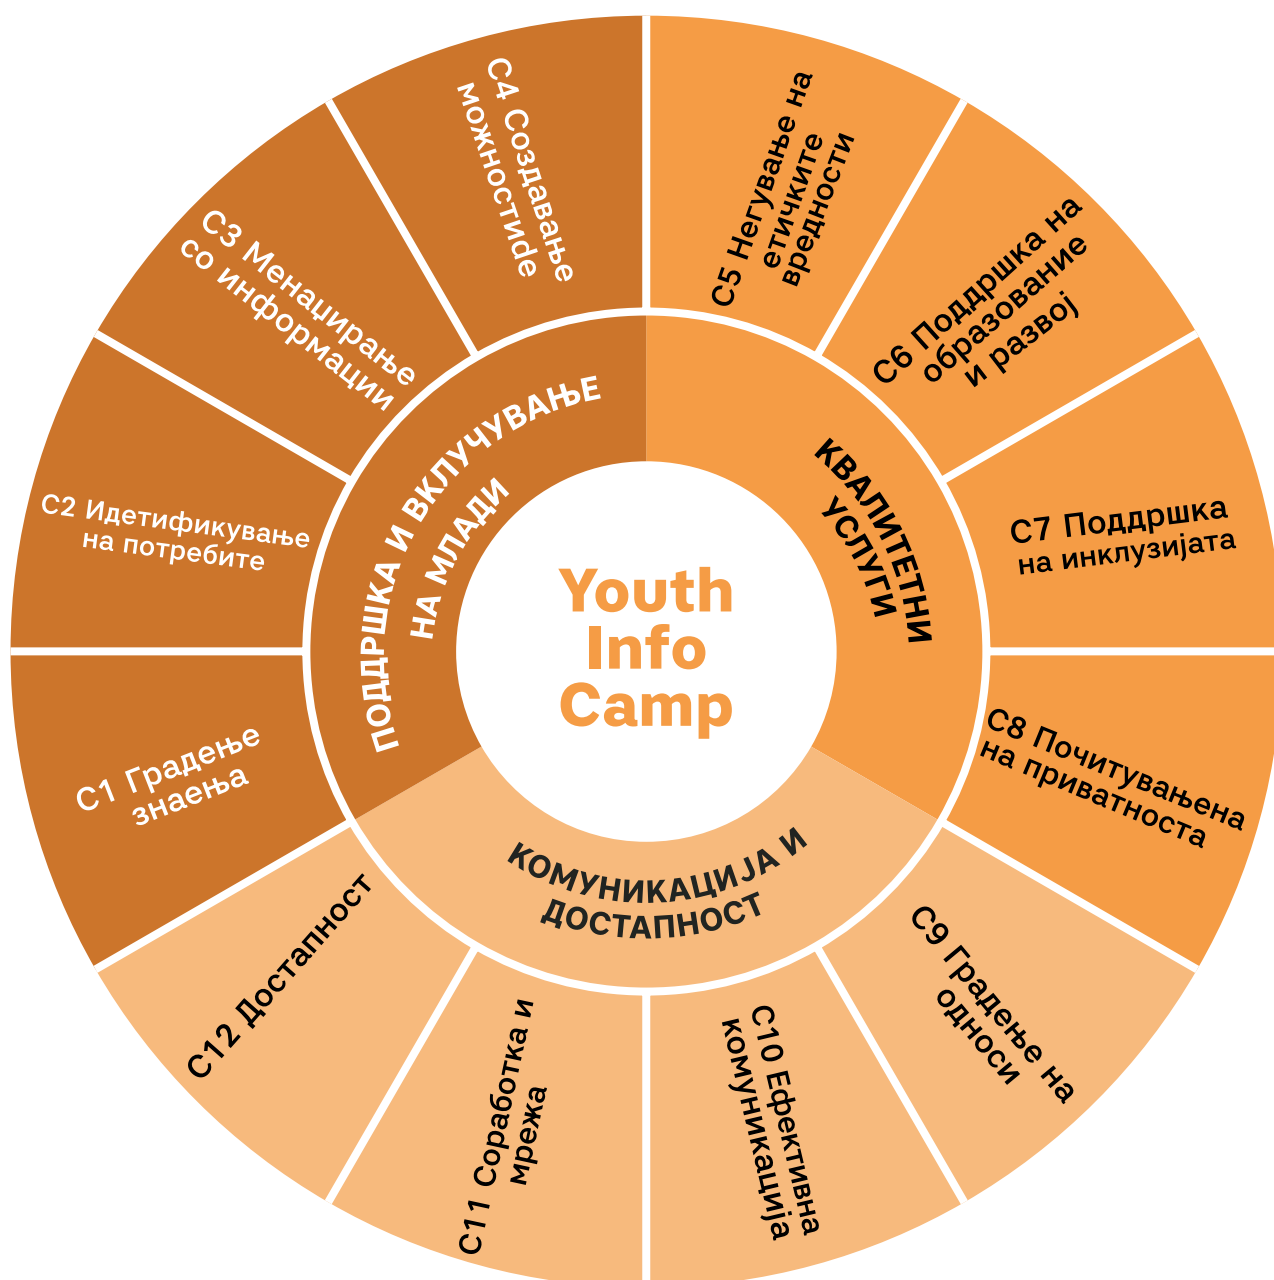 Youth
Info
Camp
ПОДДРШКА И ВКЛУЧУВАЊЕ
НА МЛАДИ
КВАЛИТЕТНИ
УСЛУГИ
КОМУНИКАЦИЈА И
ДОСТАПНОСТ
C1 Градење
знаења
C2 Идетификување
на потребите
C3 Менаџирање
со информации
C4 Создавање
можностиdе
C5 Негување на
етичките
вредности
C6 Поддршка на
образование
и развој
C7 Поддршка
на инклузијата
C8 Почитувањена
на приватноста
C9 Градење на
односи
C10 Ефективна
комуникација
C11 Соработка и
мрежа
C12 Достапност